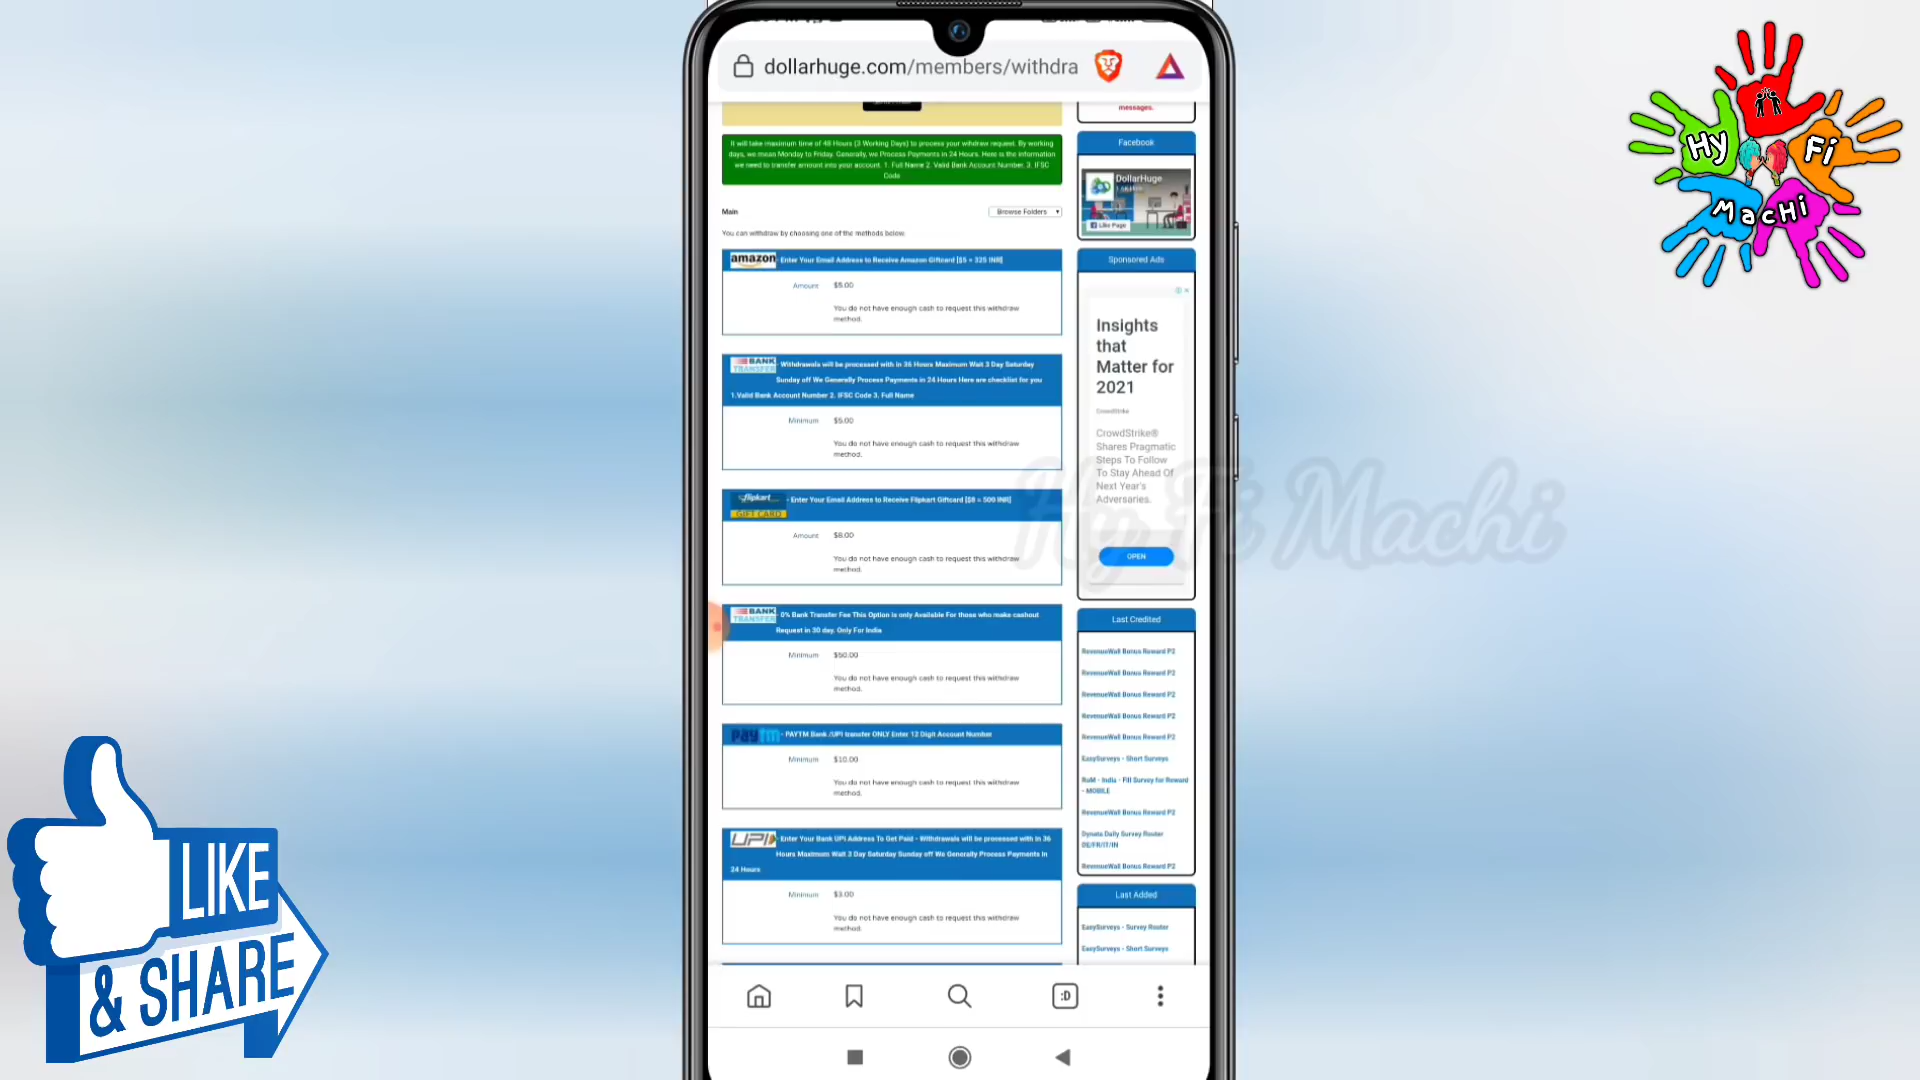 dollarhuge.com/members/withdra
messages.
It will take maximum time of 48 Hours (3 Working Days) to process your wihdraw request. By working
days, we mean Monday to Friday. Generally, we Process Payments in 24 Hours. Here is the information
we need to transfer amount into your account. 1. Full Name 2. Valid Bank Account Number. 3. IFSC
Code
Main
Browse Folders
You can withdraw by choosing one of the methods below.
amazon - Enter Your Email Address to Receive Amazon Giftcard [$5 = 325 INR]
Amount $5.00
You do not have enough cash to request this withdraw
method.
BANK TRANSFER - Withdrawals will be processed with in 36 Hours Maximum Wait 3 Day Saturday
Sunday off We Generally Process Payments in 24 Hours Here are checklist for you
1.Valid Bank Account Number 2. IFSC Code 3. Full Name
Minimum $5.00
You do not have enough cash to request this withdraw
method.
flipkart GIFT CARD - Enter Your Email Address to Receive Flipkart Giftcard [$8 = 500 INR]
Amount $8.00
You do not have enough cash to request this withdraw
method.
BANK TRANSFER - 0% Bank Transfer Fee This Option is only Available For those who make cashout
Request in 30 day. Only For India
Minimum $50.00
You do not have enough cash to request this withdraw
method.
paytm - PAYTM Bank /UPI transfer ONLY Enter 12 Digit Account Number
Minimum $10.00
You do not have enough cash to request this withdraw
method.
UPI - Enter Your Bank UPI Address To Get Paid - Withdrawals will be processed with in 36
Hours Maximum Wait 3 Day Saturday Sunday off We Generally Process Payments In
24 Hours
Minimum $3.00
You do not have enough cash to request this withdraw
method.
Facebook
DollarHuge
Like Page
Sponsored Ads
Insights
that
Matter for
2021
CrowdStrike
CrowdStrike®
Shares Pragmatic
Steps To Follow
To Stay Ahead Of
Next Year's
Adversaries.
OPEN
Last Credited
RevenueWall Bonus Reward P2
RevenueWall Bonus Reward P2
RevenueWall Bonus Reward P2
RevenueWall Bonus Reward P2
RevenueWall Bonus Reward P2
EasySurveys - Short Surveys
RoM - India - Fill Survey for Reward
- MOBILE
RevenueWall Bonus Reward P2
Dynata Daily Survey Router
DE/FR/IT/IN
RevenueWall Bonus Reward P2
Last Added
EasySurveys - Survey Router
EasySurveys - Short Surveys
:D
Hy Fi
MacHi
Hy Fi Machi
LIKE
& SHARE